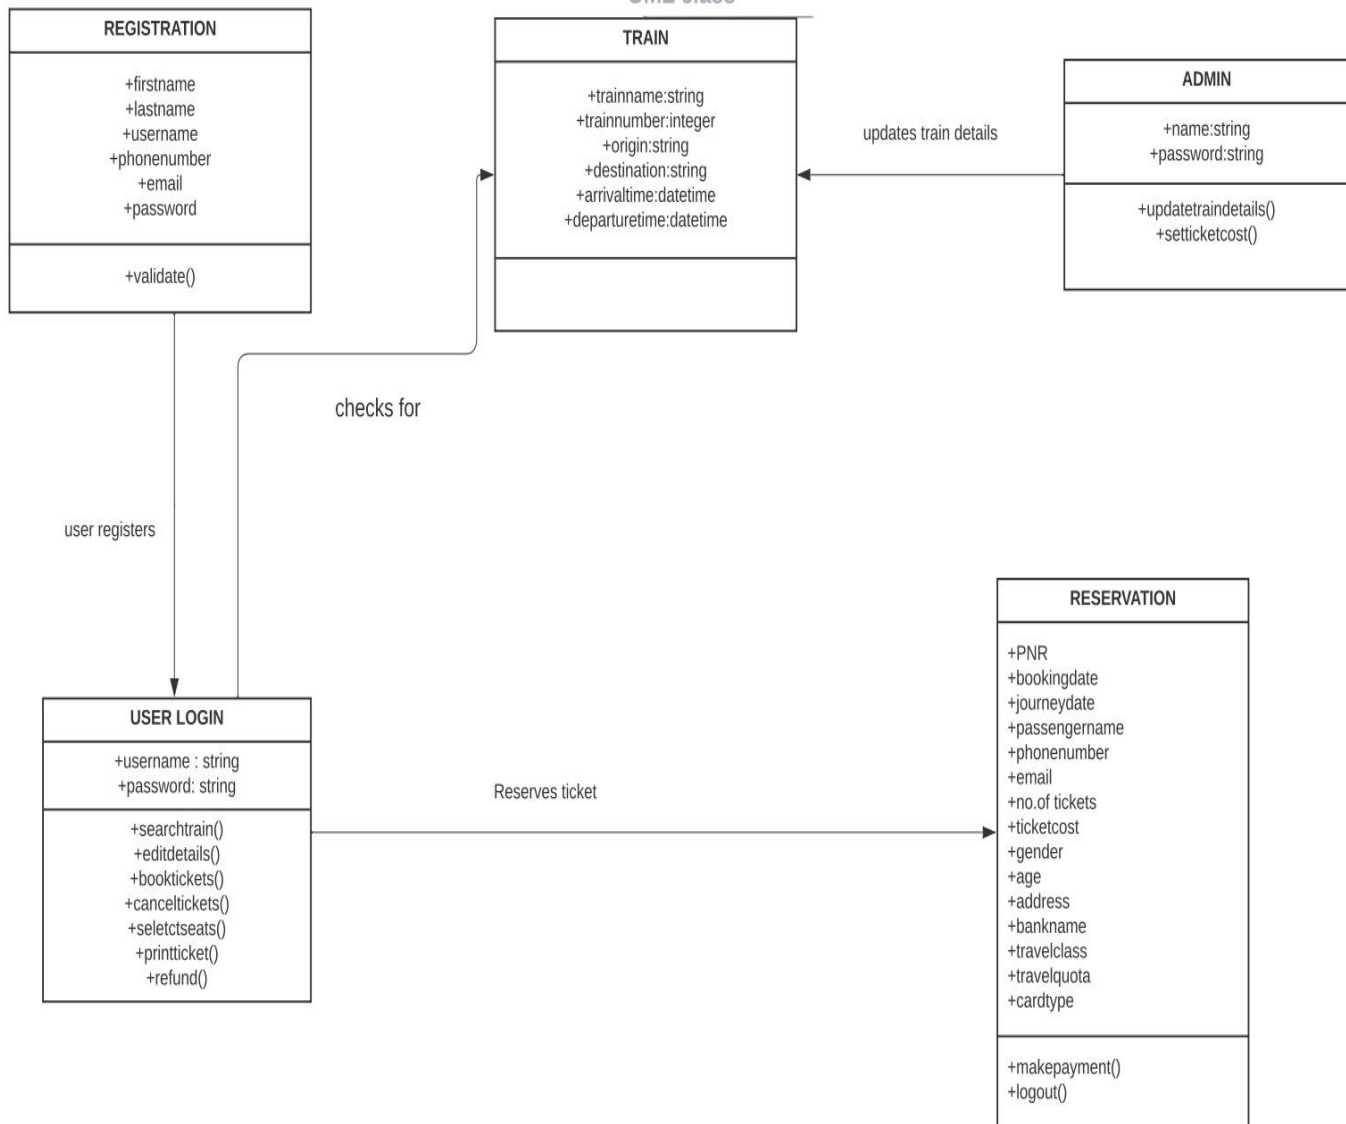 REGISTRATION
+firstname
+lastname
+username
+phonenumber
+email
+password
+validate()
TRAIN
+trainname:string
+trainnumber:integer
+origin:string
+destination:string
+arrivaltime:datetime
+departuretime:datetime
updates train details
ADMIN
+name:string
+password:string
+updatetraindetails()
+setticketcost()
checks for
user registers
USER LOGIN
+username : string
+password: string
+searchtrain()
+editdetails()
+booktickets()
+canceltickets()
+seletctseats()
+printticket()
+refund()
Reserves ticket
RESERVATION
+PNR
+bookingdate
+journeydate
+passengername
+phonenumber
+email
+no.of tickets
+ticketcost
+gender
+age
+address
+bankname
+travelclass
+travelquota
+cardtype
+makepayment()
+logout()